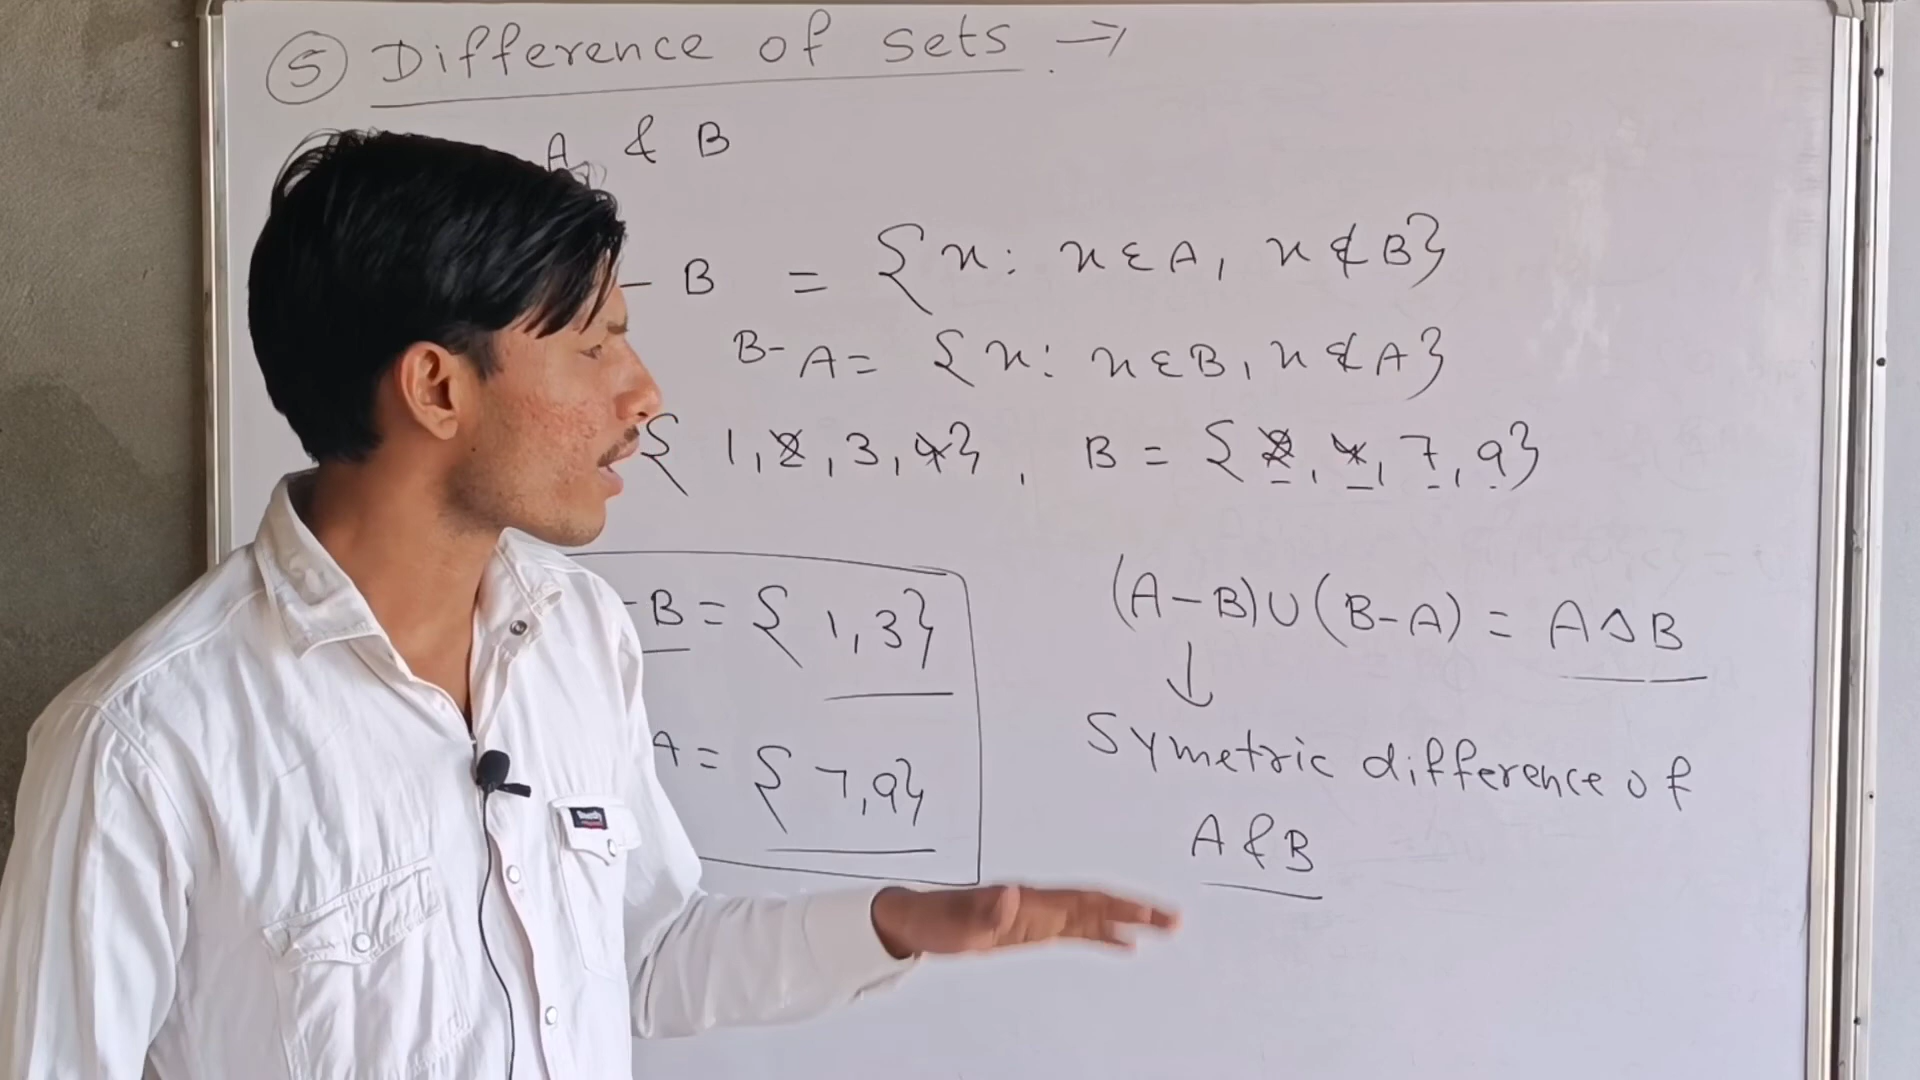 ⑤ Difference of sets →
A & B
- B = {x: x ∈ A, x ∉ B}
B - A = {x: x ∈ B, x ∉ A}
{1, 2, 3, 4}, B = {2, 4, 7, 9}
- B = {1, 3}
A = {7, 9}
(A - B) ∪ (B - A) = A Δ B
↓
Symetric difference of
A & B